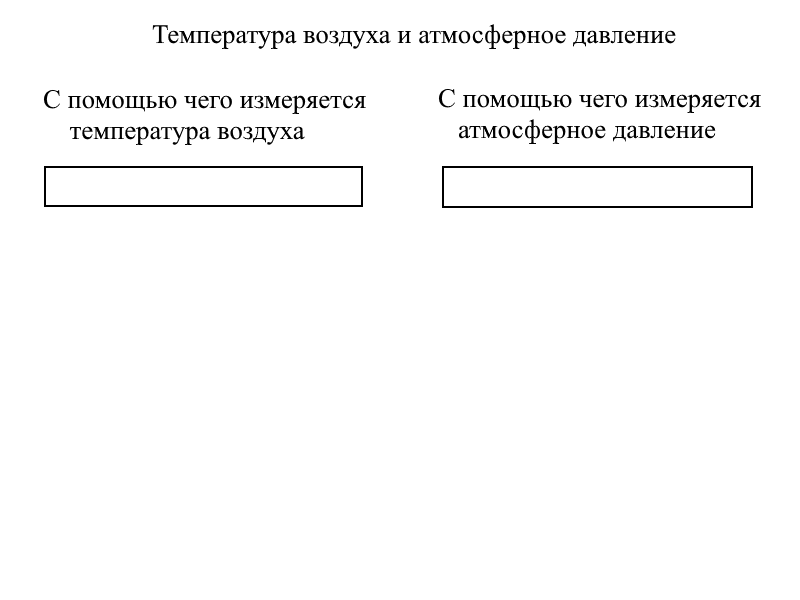 Температура воздуха и атмосферное давление
С помощью чего измеряется
температура воздуха
С помощью чего измеряется
атмосферное давление